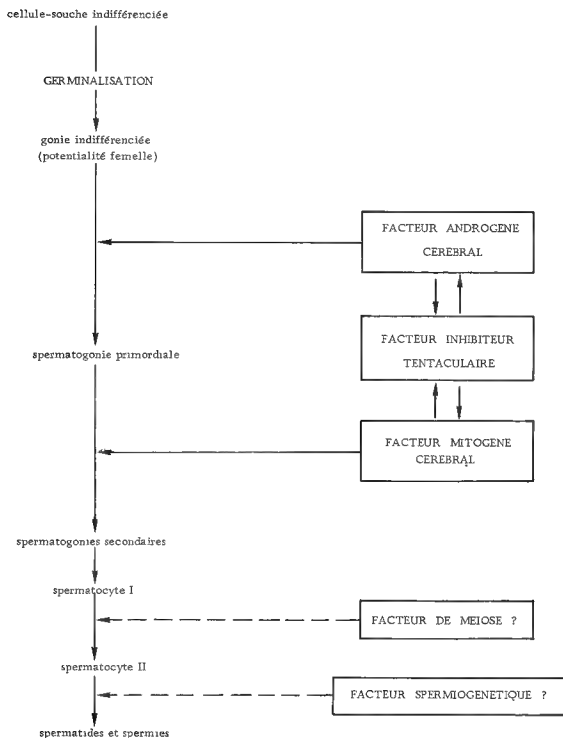 cellule-souche indifférenciée
GERMINALISATION
gonie indifférenciée
(potentialité femelle)
FACTEUR ANDROGENE
CEREBRAL
FACTEUR INHIBITEUR
TENTACULAIRE
spermatogonie primordiale
FACTEUR MITOGENE
CEREBRAL
spermatogonies secondaires
spermatocyte I
FACTEUR DE MEIOSE ?
spermatocyte II
FACTEUR SPERMIOGENETIQUE ?
spermatides et spermies